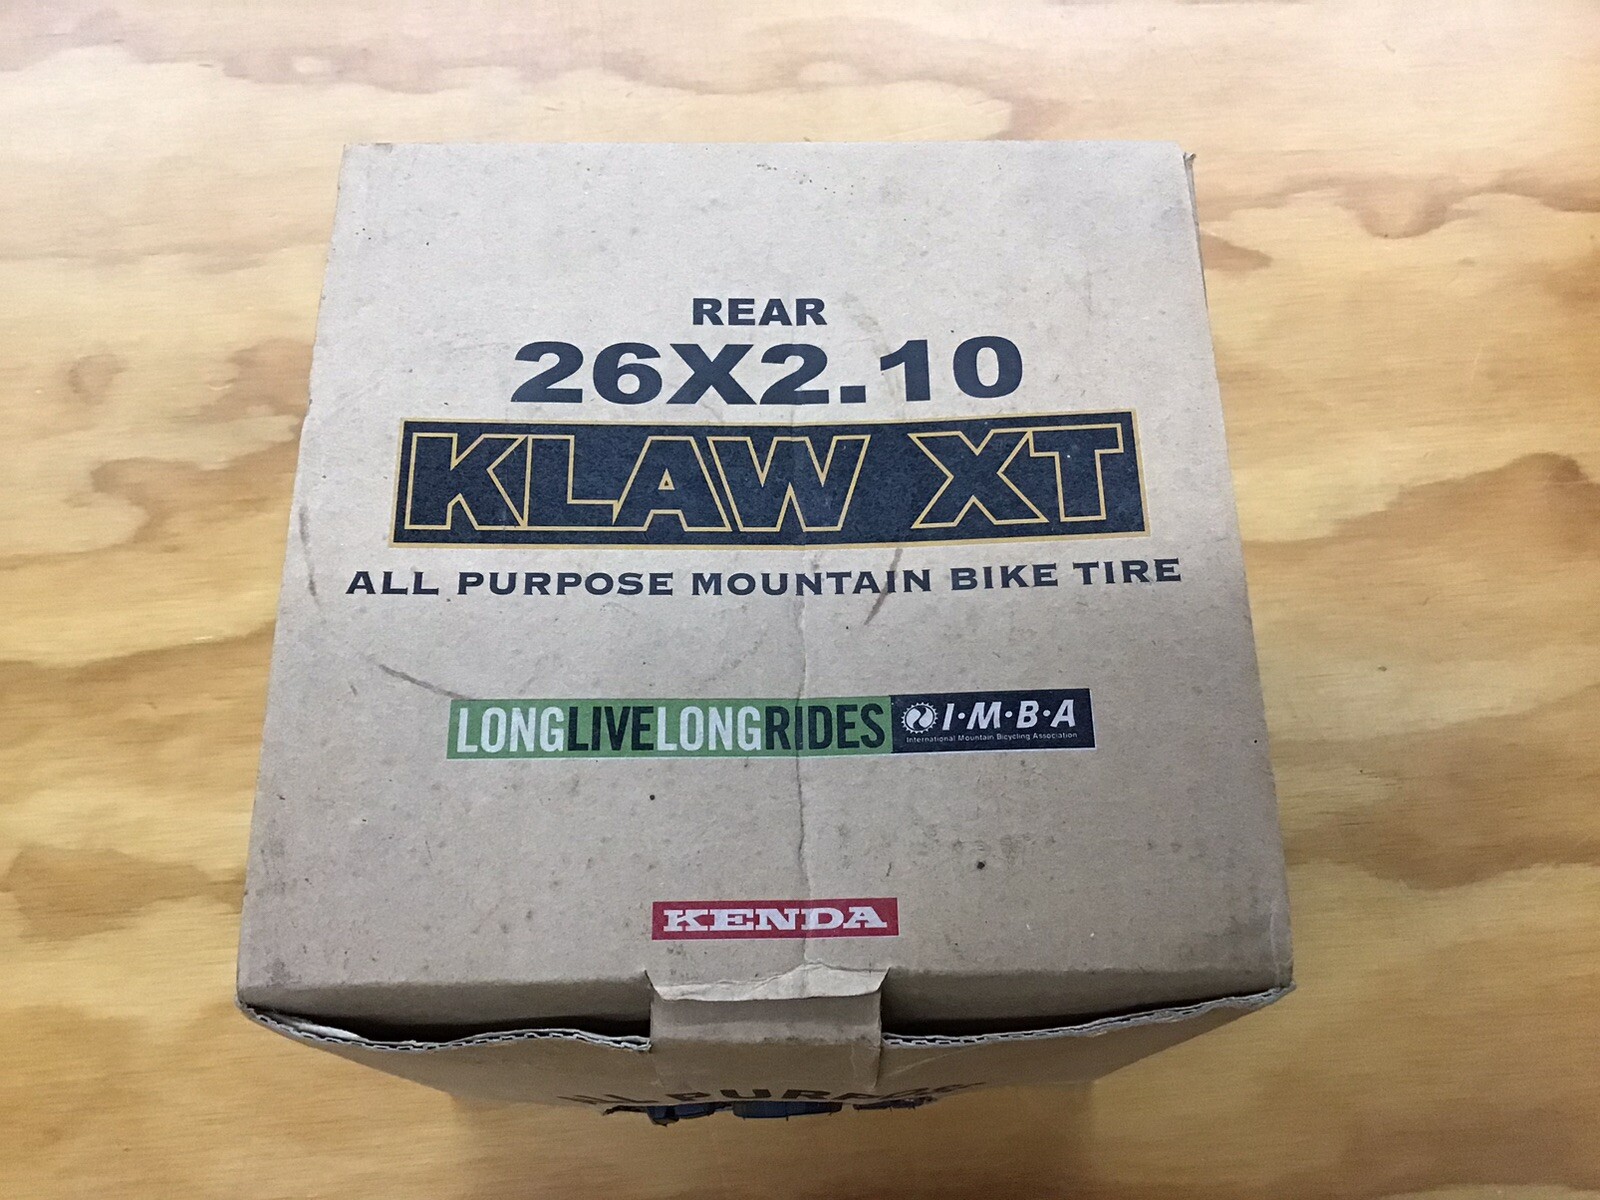 REAR
26X2.10
KLAW XT
ALL PURPOSE MOUNTAIN BIKE TIRE
LONGLIVELONGRIDES I·M·B·A
International Mountain Bicycling Association
KENDA